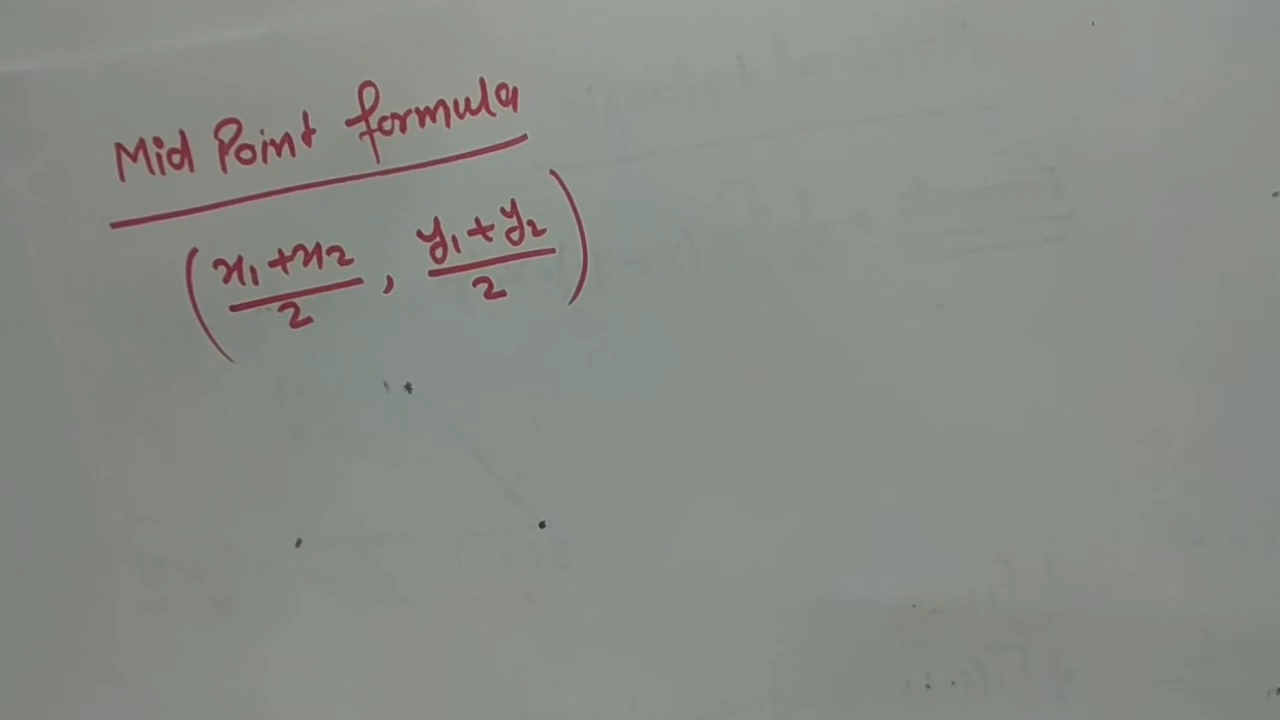 Mid Point formula
(x₁+x₂/2, y₁+y₂/2)